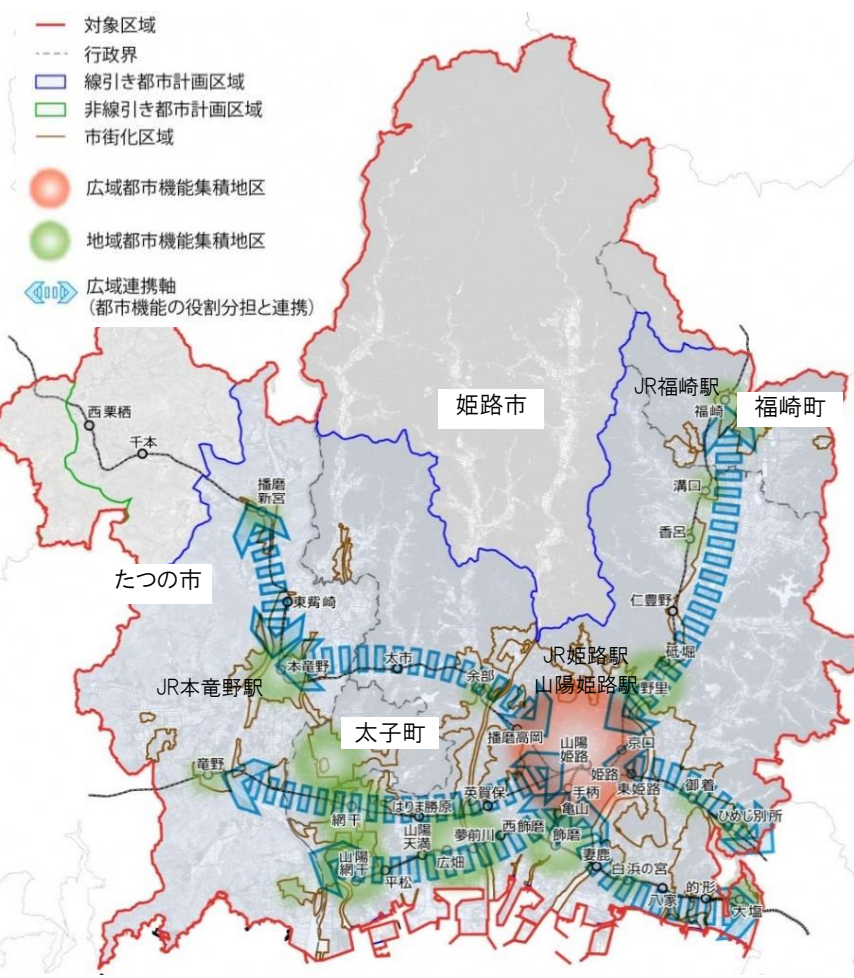 対象区域
行政界
線引き都市計画区域
非線引き都市計画区域
市街化区域
広域都市機能集積地区
地域都市機能集積地区
広域連携軸
(都市機能の役割分担と連携)
姫路市
JR福崎駅
福崎町
福崎
西栗栖
千本
播磨
新宮
溝口
香呂
たつの市
東觜崎
仁豊野
砥堀
JR姫路駅
山陽姫路駅
野里
本竜野
太市
余部
JR本竜野駅
太子町
播磨高岡
山陽
姫路
京口
姫路
東姫路
御着
竜野
手柄
ひめじ別所
網干
はりま勝原
英賀保
亀山
山陽
天満
夢前川
西飾磨
飾磨
山陽
網干
平松
広畑
妻鹿
白浜の宮
八家
的形
大塩